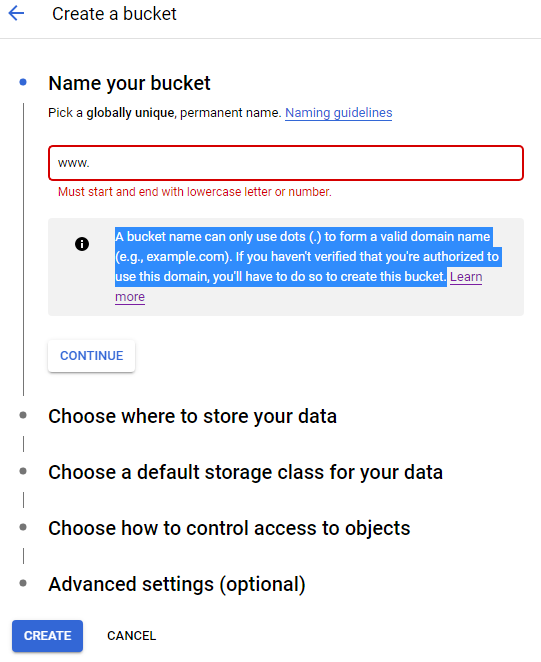 Create a bucket
Name your bucket
Pick a globally unique, permanent name. Naming guidelines
www.
Must start and end with lowercase letter or number.
A bucket name can only use dots (.) to form a valid domain name
(e.g., example.com). If you haven't verified that you're authorized to
use this domain, you'll have to do so to create this bucket. Learn
more
CONTINUE
Choose where to store your data
Choose a default storage class for your data
Choose how to control access to objects
Advanced settings (optional)
CREATE CANCEL